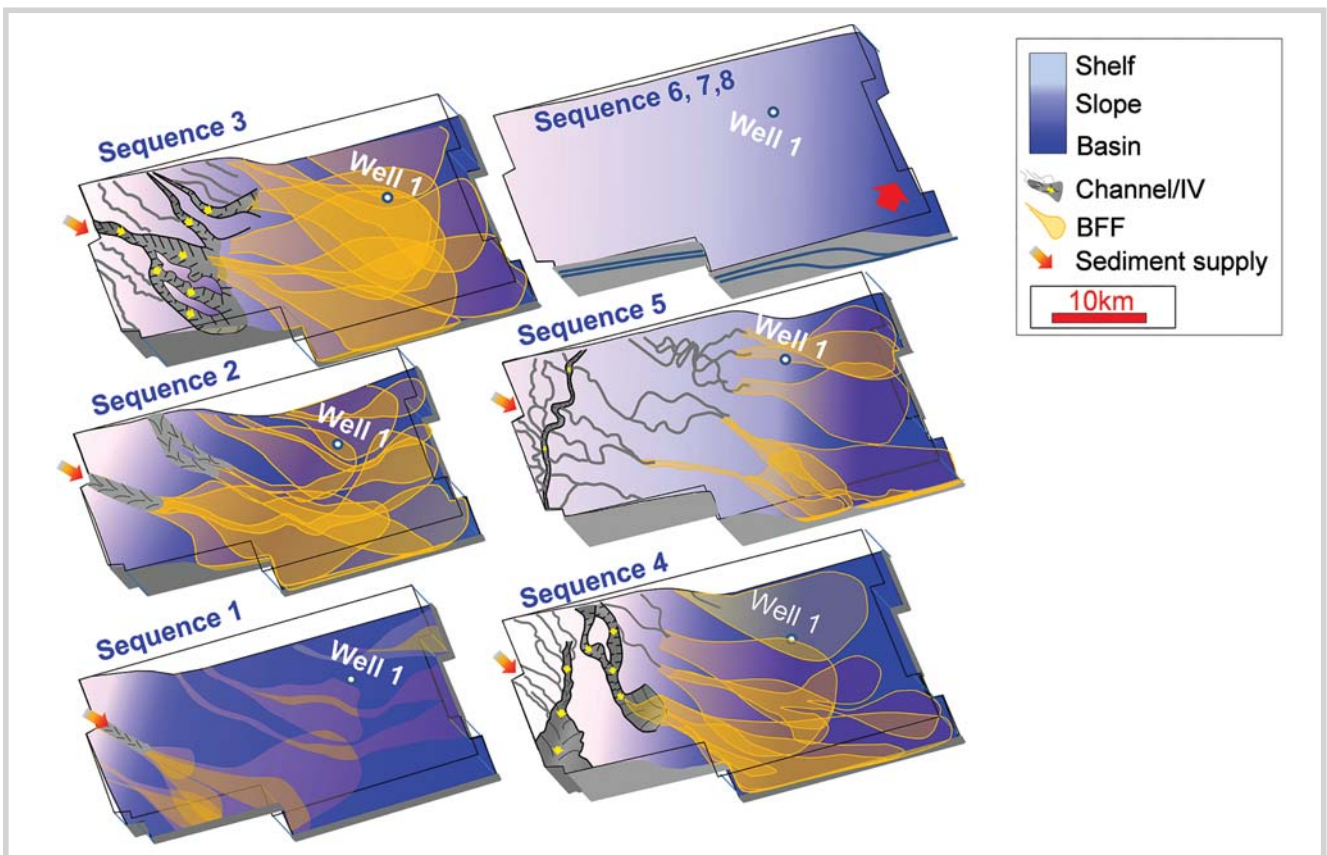 Sequence 3
Well 1
Sequence 6, 7,8
Well 1
Sequence 2
Well 1
Sequence 5
Well 1
Sequence 1
Well 1
Sequence 4
Well 1
Shelf
Slope
Basin
Channel/IV
BFF
Sediment supply
10km